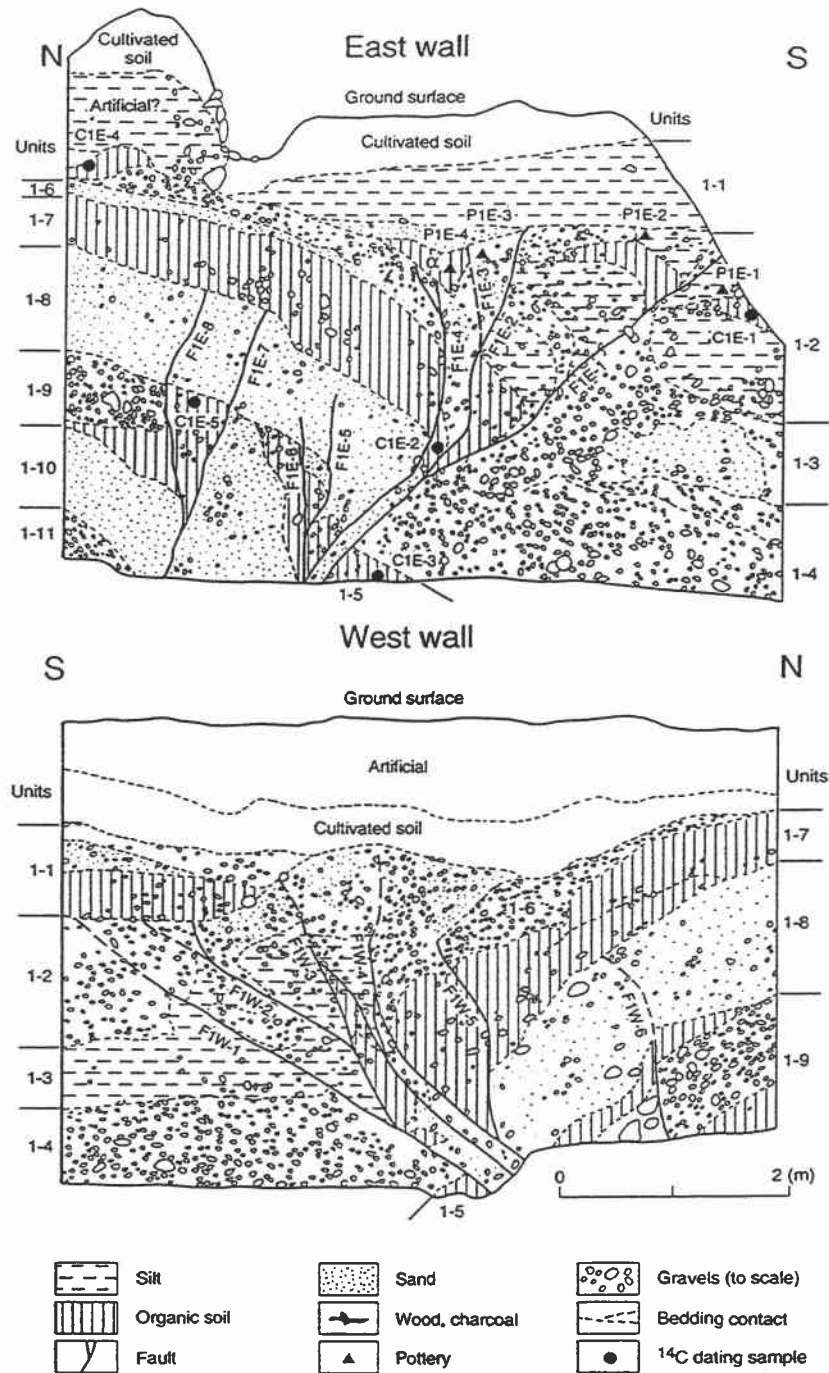 East wall
N
S
Cultivated
soil
Ground surface
Artificial?
Cultivated soil
C1E-4
Units
Units
1-6
1-7
1-8
1-9
1-10
1-11
1-1
1-2
1-3
1-4
P1E-3
P1E-2
P1E-4
P1E-1
C1E-1
F1E-3
F1E-2
F1E-4
F1E-8
F1E-7
F1E-5
F1E-6
C1E-5
C1E-2
C1E-3
1-5
West wall
S
N
Ground surface
Artificial
Units
Units
Cultivated soil
1-1
1-2
1-3
1-4
1-7
1-8
1-9
1-6
F1W-3
F1W-4
F1W-2
F1W-5
F1W-1
F1W-6
1-5
0 2 (m)
Silt
Sand
Gravels (to scale)
Organic soil
Wood, charcoal
Bedding contact
Fault
Pottery
14C dating sample